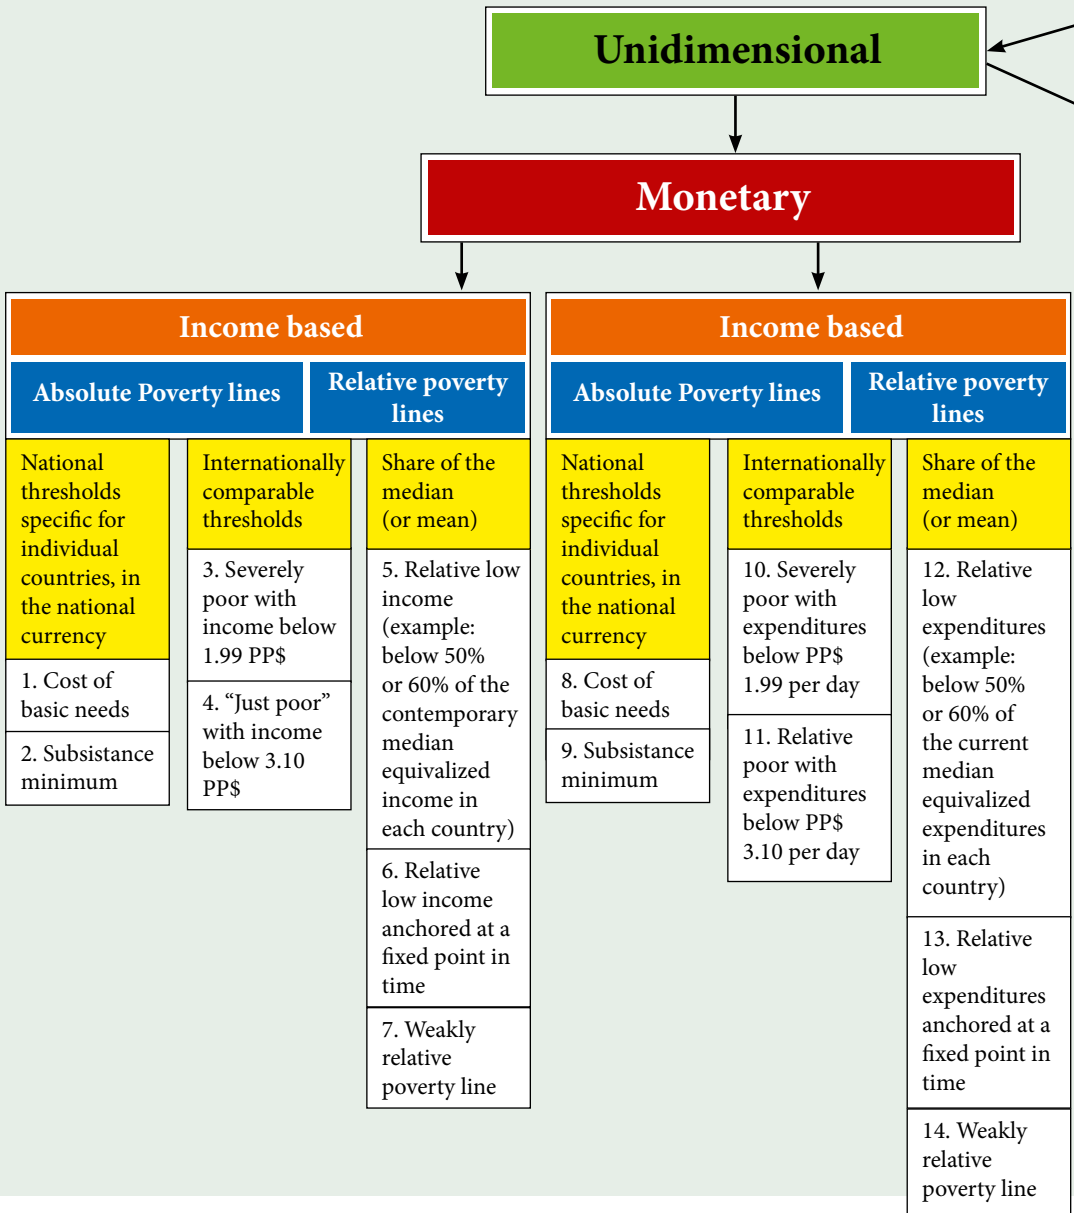 Unidimensional
Monetary
Income based
Absolute Poverty lines
Relative poverty
lines
National
thresholds
specific for
individual
countries, in
the national
currency
1. Cost of
basic needs
2. Subsistance
minimum
Internationally
comparable
thresholds
3. Severely
poor with
income below
1.99 PP$
4. “Just poor”
with income
below 3.10
PP$
Share of the
median
(or mean)
5. Relative low
income
(example:
below 50%
or 60% of the
contemporary
median
equivalized
income in
each country)
6. Relative
low income
anchored at a
fixed point in
time
7. Weakly
relative
poverty line
Income based
Absolute Poverty lines
Relative poverty
lines
National
thresholds
specific for
individual
countries, in
the national
currency
8. Cost of
basic needs
9. Subsistance
minimum
Internationally
comparable
thresholds
10. Severely
poor with
expenditures
below PP$
1.99 per day
11. Relative
poor with
expenditures
below PP$
3.10 per day
Share of the
median
(or mean)
12. Relative
low
expenditures
(example:
below 50%
or 60% of
the current
median
equivalized
expenditures
in each
country)
13. Relative
low
expenditures
anchored at a
fixed point in
time
14. Weakly
relative
poverty line